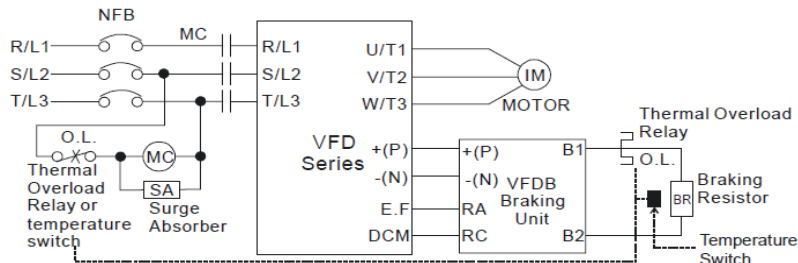 NFB
MC
R/L1
R/L1
U/T1
S/L2
S/L2
V/T2
IM
T/L3
T/L3
W/T3
MOTOR
Thermal Overload
Relay
O.L.
O.L.
MC
VFD
Series
+(P)
+(P)
B1
-(N)
-(N)
VFDB
Braking
Unit
SA
Surge
Absorber
Thermal
Overload
Relay or
temperature
switch
E.F
RA
DCM
RC
B2
BR
Braking
Resistor
Temperature
Switch